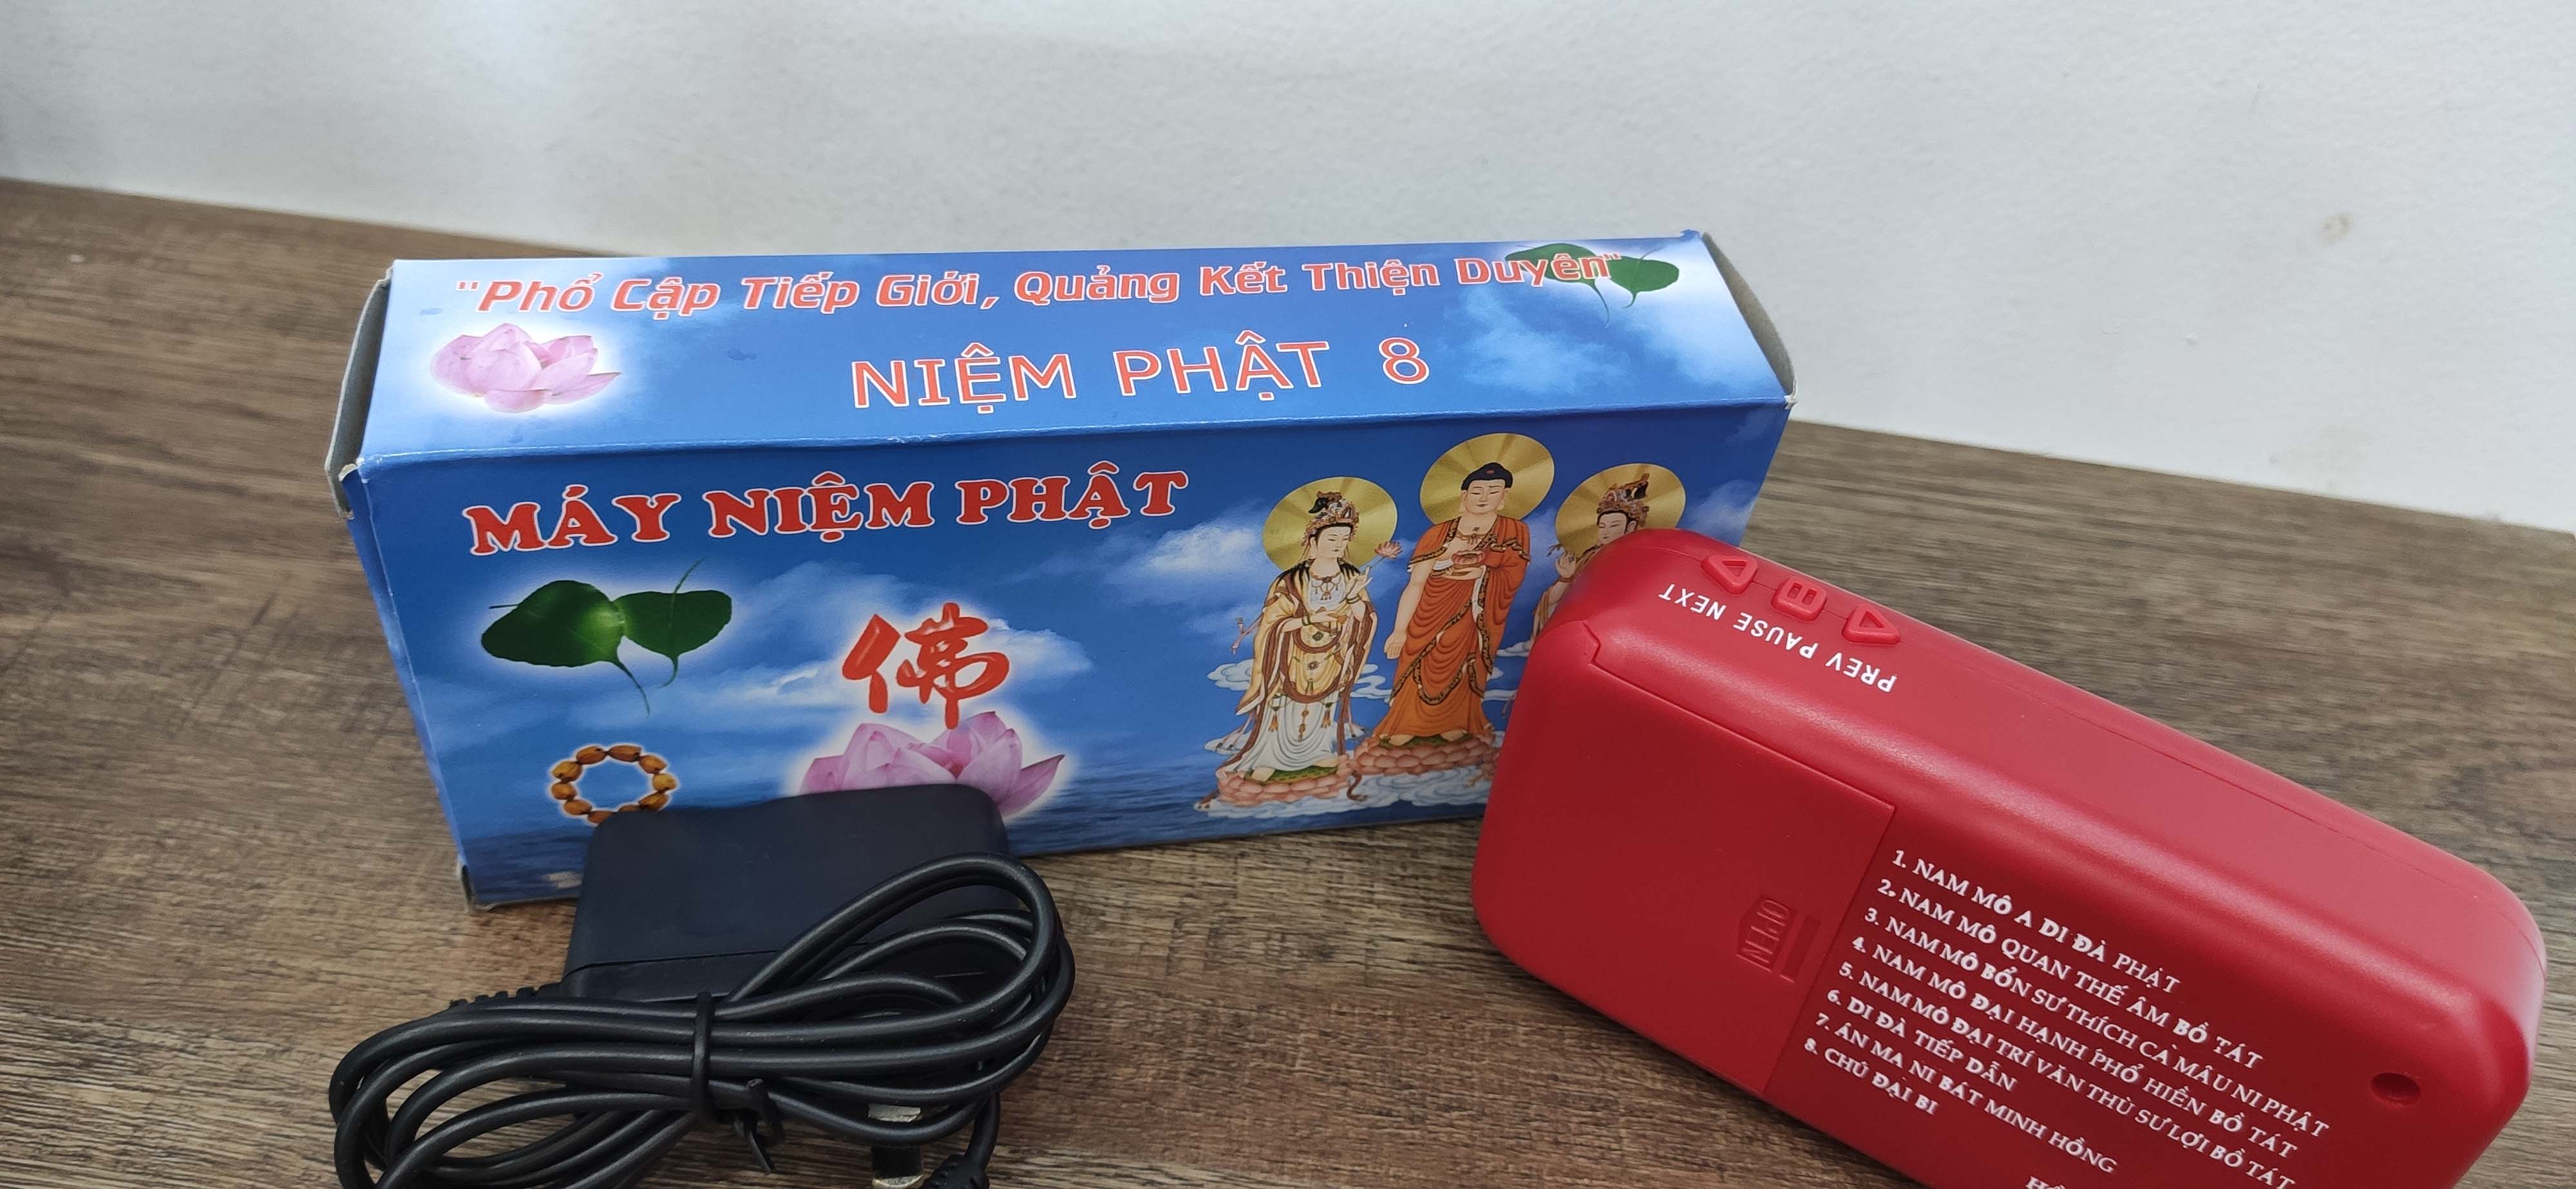 "Phổ Cập Tiếp Giới, Quảng Kết Thiện Duyên"
NIỆM PHẬT 8
MÁY NIỆM PHẬT
佛
PREV PAUSE NEXT
OPEN
1. NAM MÔ A DI ĐÀ PHẬT
2. NAM MÔ QUAN THẾ ÂM BỒ TÁT
3. NAM MÔ BỔN SƯ THÍCH CA MÂU NI PHẬT
4. NAM MÔ ĐẠI HẠNH PHỔ HIỀN BỒ TÁT
5. NAM MÔ ĐẠI TRÍ VĂN THÙ SƯ LỢI BỒ TÁT
6. DI ĐÀ TIẾP DẪN
7. ÁN MA NI BÁT MINH HỒNG
8. CHÚ ĐẠI BI